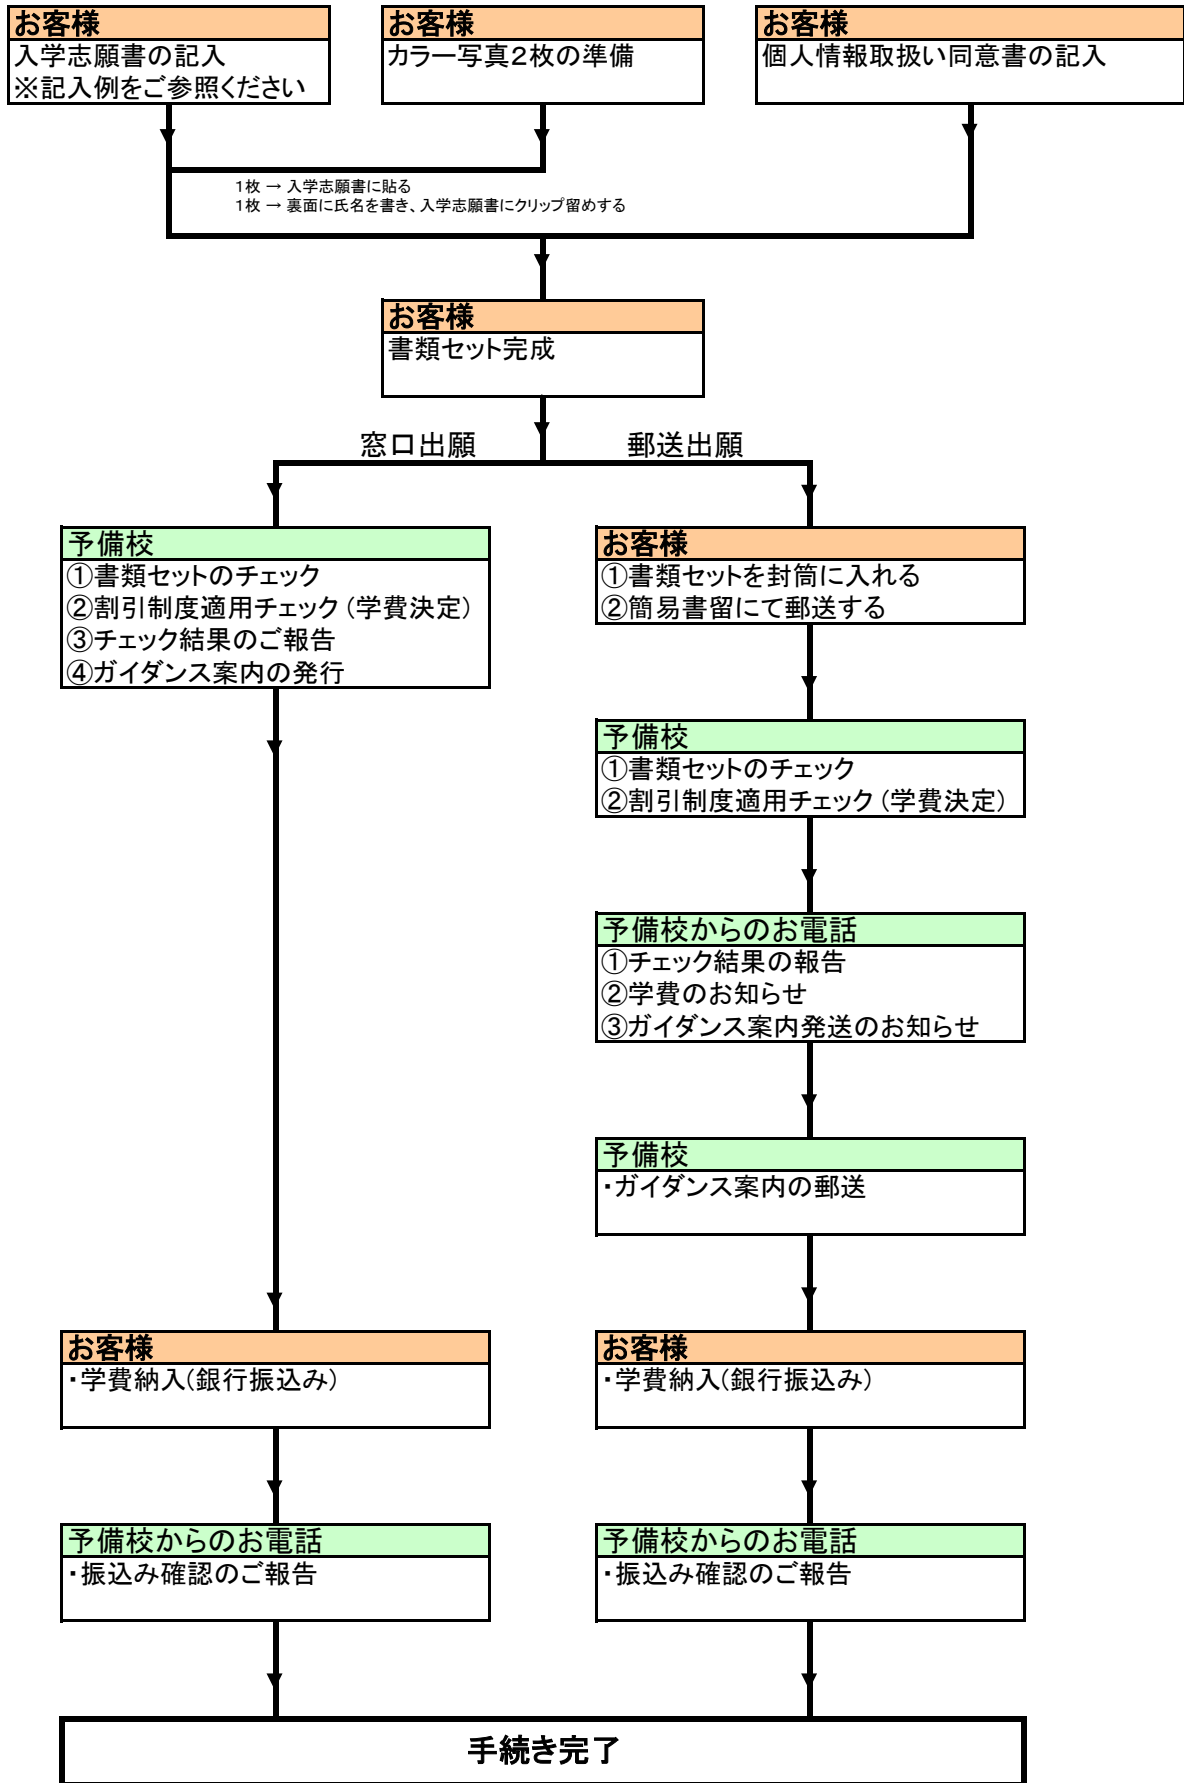 お客様
入学志願書の記入
※記入例をご参照ください
お客様
カラー写真２枚の準備
お客様
個人情報取扱い同意書の記入
１枚 → 入学志願書に貼る
１枚 → 裏面に氏名を書き、入学志願書にクリップ留めする
お客様
書類セット完成
窓口出願
郵送出願
予備校
①書類セットのチェック
②割引制度適用チェック（学費決定）
③チェック結果のご報告
④ガイダンス案内の発行
お客様
①書類セットを封筒に入れる
②簡易書留にて郵送する
予備校
①書類セットのチェック
②割引制度適用チェック（学費決定）
予備校からのお電話
①チェック結果の報告
②学費のお知らせ
③ガイダンス案内発送のお知らせ
予備校
・ガイダンス案内の郵送
お客様
・学費納入(銀行振込み)
お客様
・学費納入(銀行振込み)
予備校からのお電話
・振込み確認のご報告
予備校からのお電話
・振込み確認のご報告
手続き完了